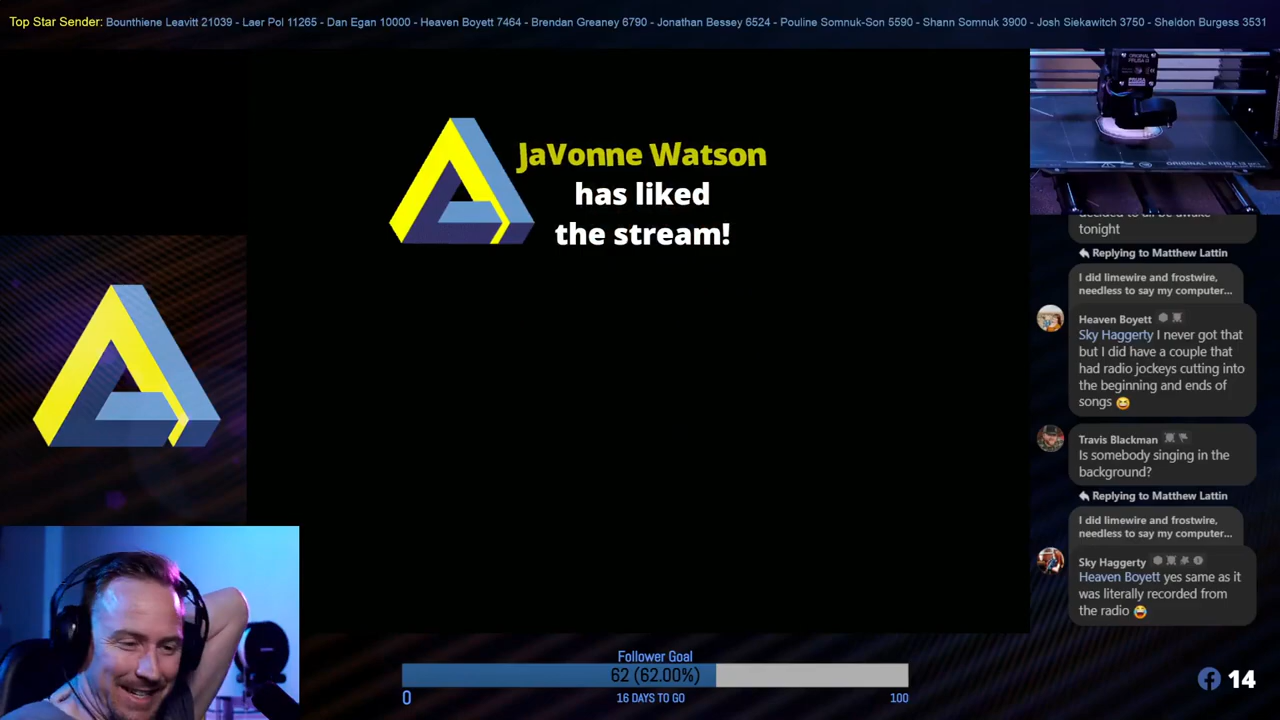 Top Star Sender: Bounthiene Leavitt 21039 - Laer Pol 11265 - Dan Egan 10000 - Heaven Boyett 7464 - Brendan Greaney 6790 - Jonathan Bessey 6524 - Pouline Somnuk-Son 5590 - Shann Somnuk 3900 - Josh Siekawitch 3750 - Sheldon Burgess 3531
JaVonne Watson
has liked
the stream!
ORIGINAL
PRUSA
tonight
Replying to Matthew Lattin
I did limewire and frostwire,
needless to say my computer...
Heaven Boyett
Sky Haggerty I never got that
but I did have a couple that
had radio jockeys cutting into
the beginning and ends of
songs 😆
Travis Blackman
Is somebody singing in the
background?
Replying to Matthew Lattin
I did limewire and frostwire,
needless to say my computer...
Sky Haggerty
Heaven Boyett yes same as it
was literally recorded from
the radio 😂
Follower Goal
62 (62.00%)
0
16 DAYS TO GO
100
14